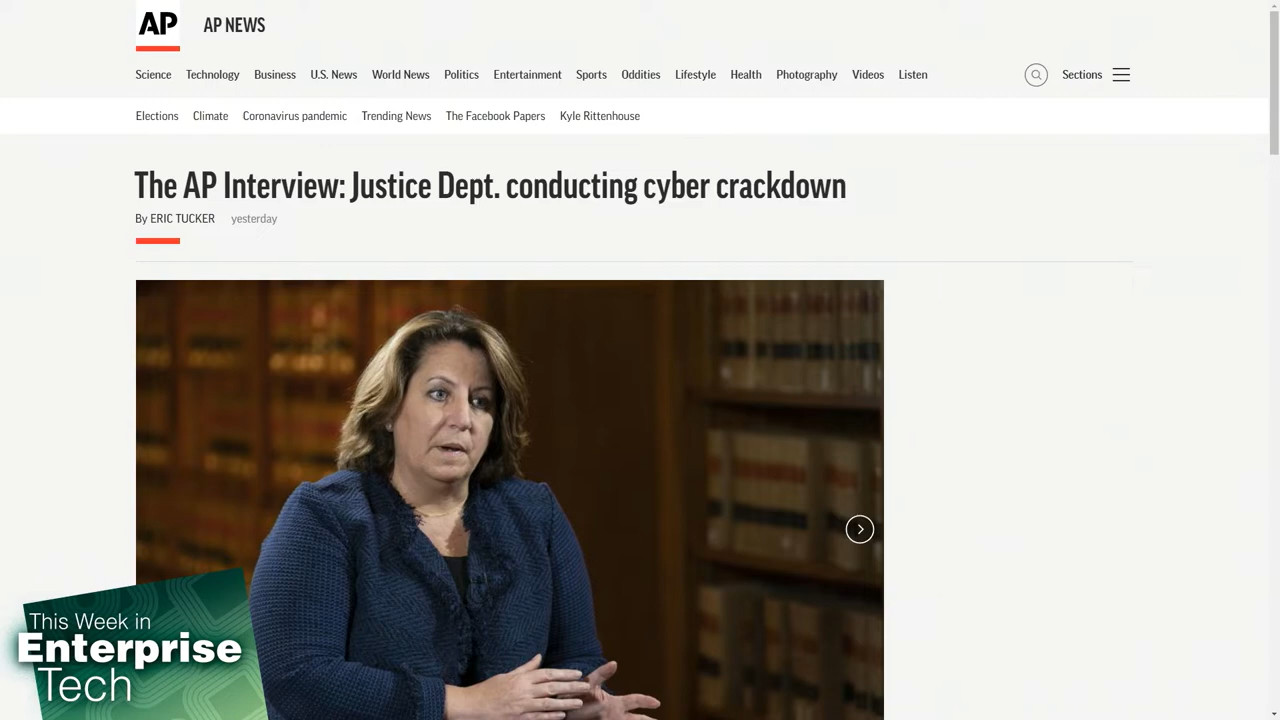 AP AP NEWS
Science Technology Business U.S. News World News Politics Entertainment Sports Oddities Lifestyle Health Photography Videos Listen Sections
Elections Climate Coronavirus pandemic Trending News The Facebook Papers Kyle Rittenhouse
The AP Interview: Justice Dept. conducting cyber crackdown
By ERIC TUCKER yesterday
This Week in
Enterprise
Tech